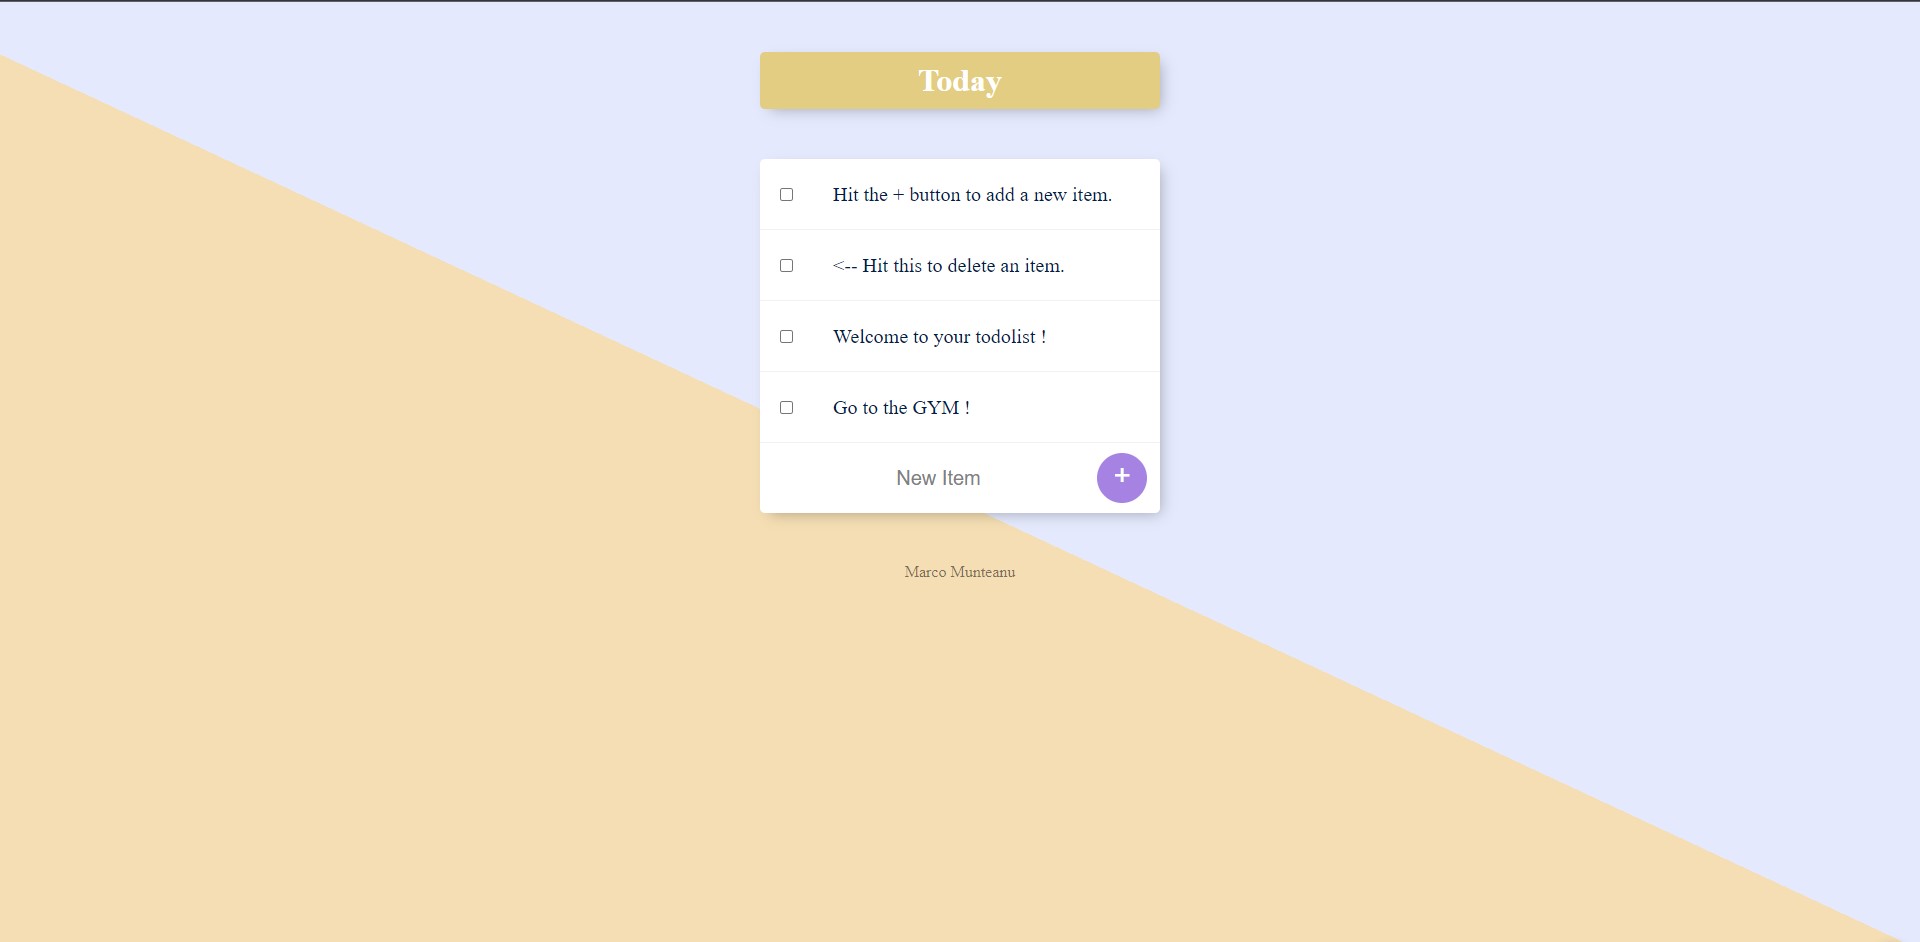 Today
Hit the + button to add a new item.
<-- Hit this to delete an item.
Welcome to your todolist !
Go to the GYM !
New Item +
Marco Munteanu